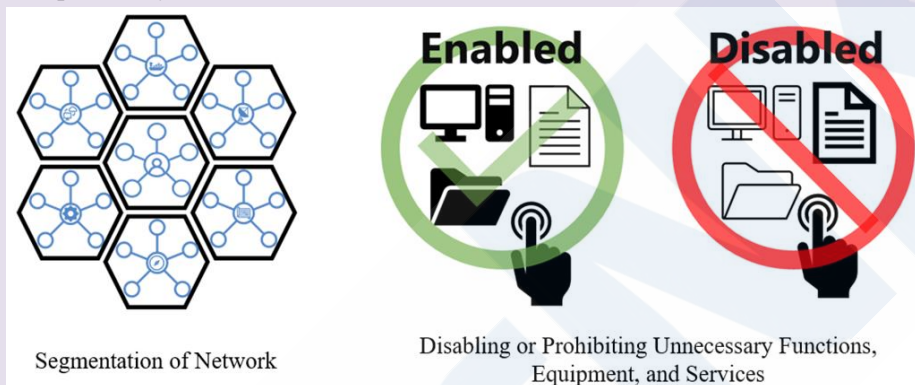 Enabled
Disabled
Segmentation of Network
Disabling or Prohibiting Unnecessary Functions,
Equipment, and Services